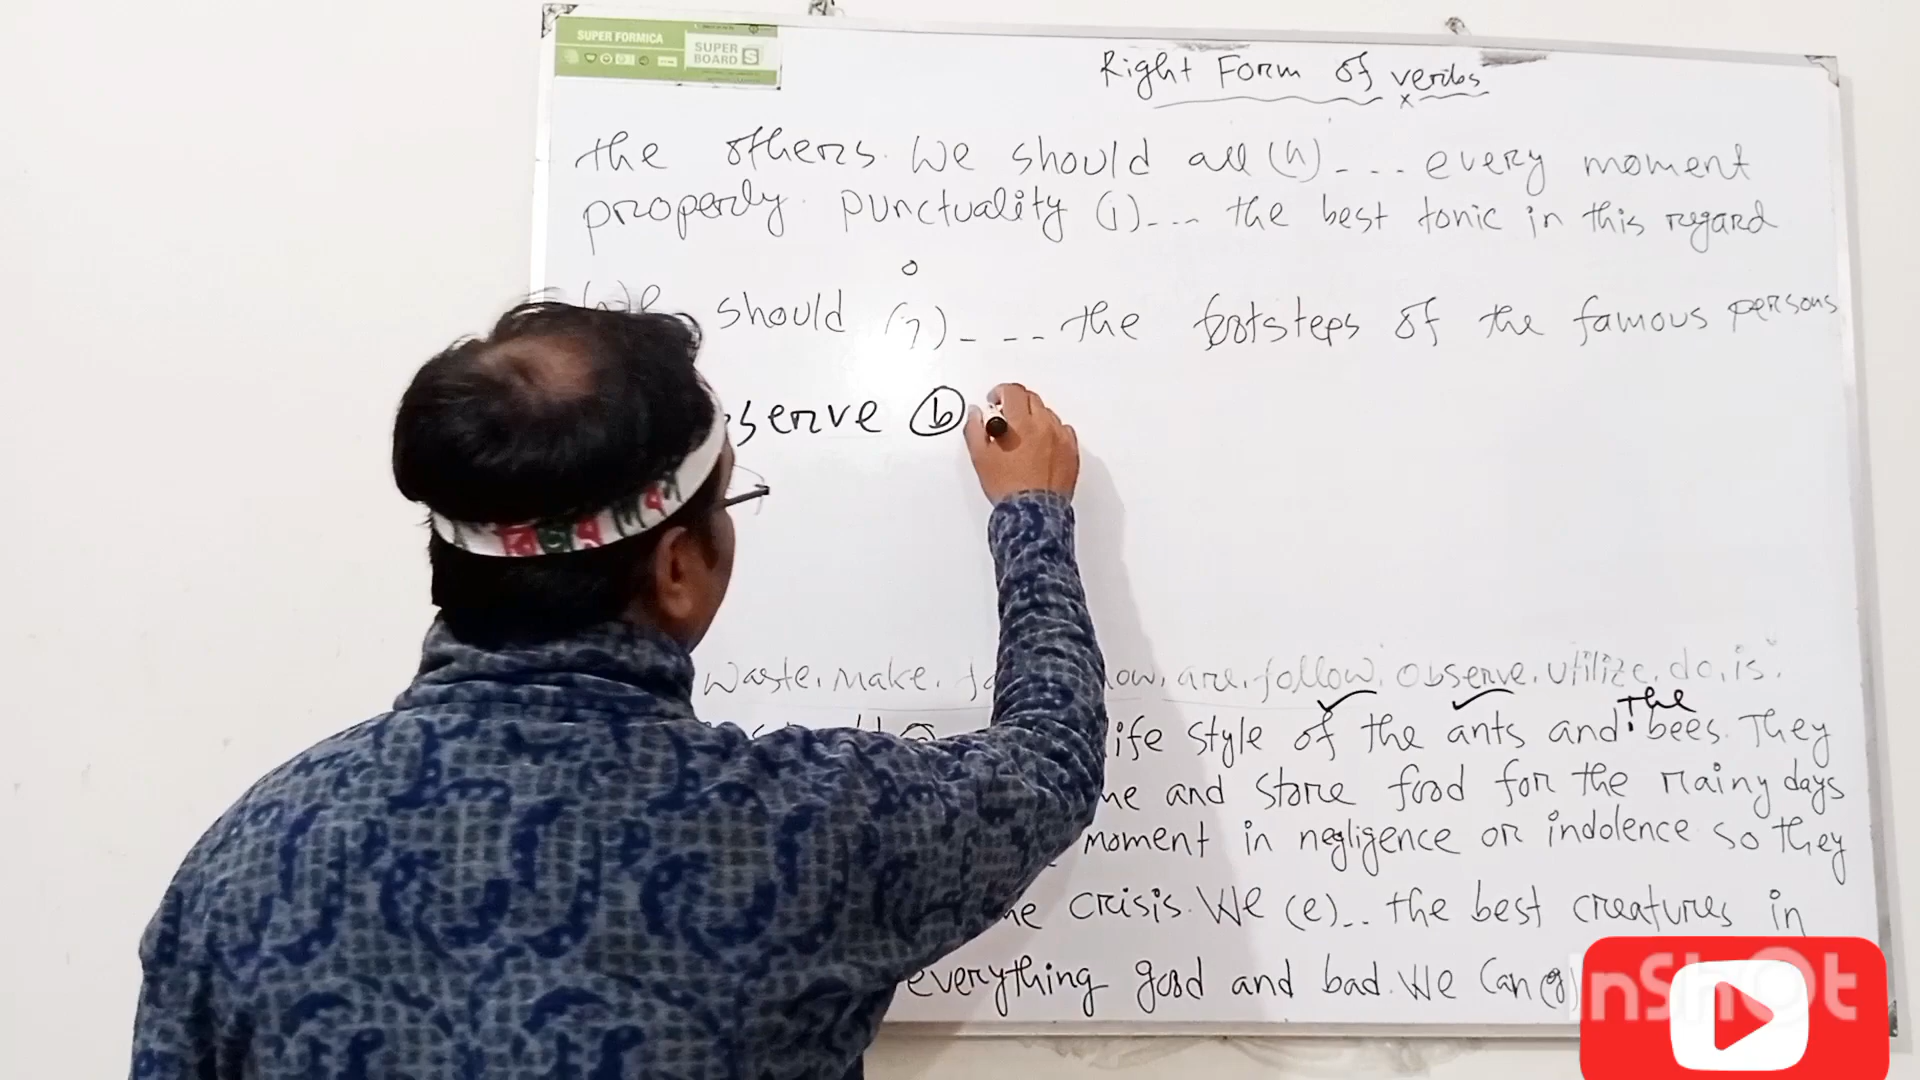 SUPER FORMICA
SUPER BOARD S
Right Form of verbs
x
the others. We should all (h) - - - every moment
properly. Punctuality (i) - - - the best tonic in this regard
We should (j) - - - the footsteps of the famous persons
serve ⓑ
waste, make, are, follow, observe, utilize, do, is.
The
life style of the ants and bees. They
and store food for the rainy days
moment in negligence or indolence so they
crisis. We (e) - - the best creatures in
everything good and bad. We can (g)
InShOt